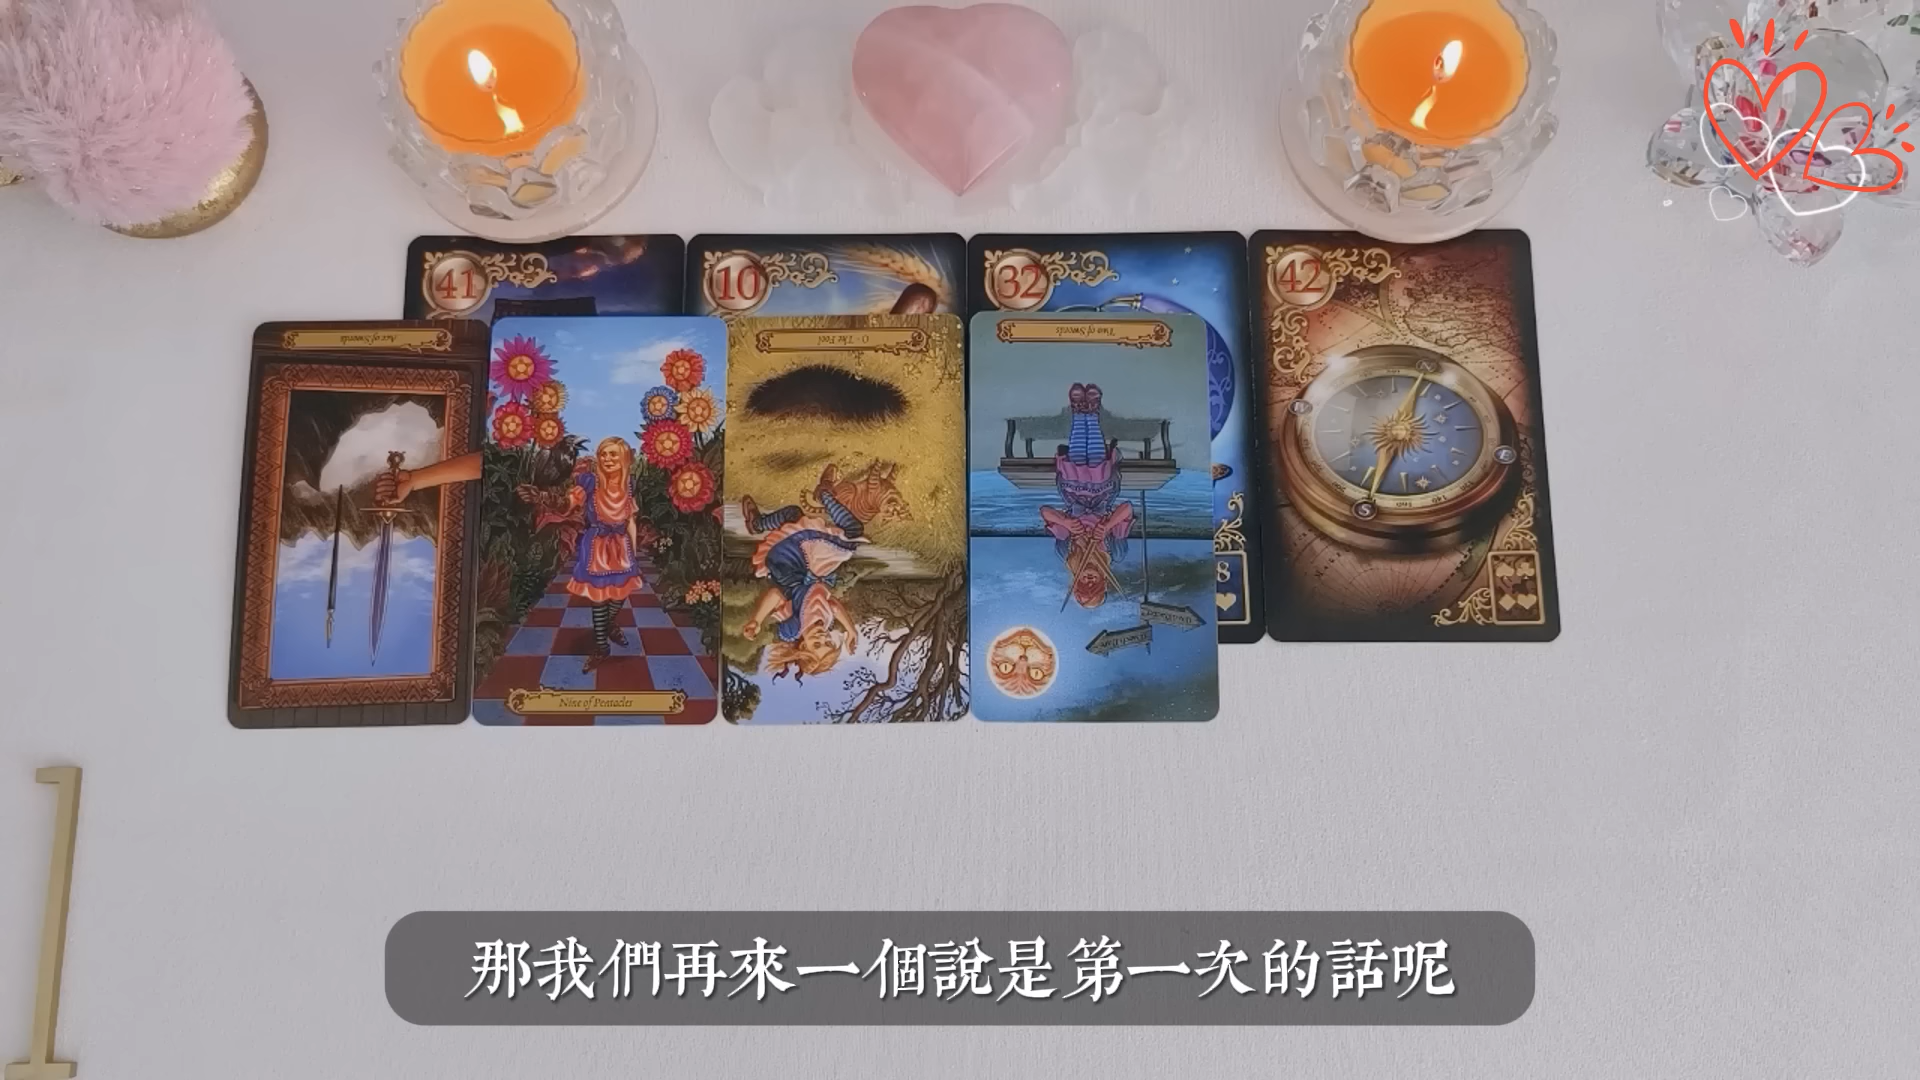 41
10
32
42
Ace of Swords
0 - The Fool
Two of Swords
N
W
E
S
8
Nine of Pentacles
1
那我們再來一個說是第一次的話呢